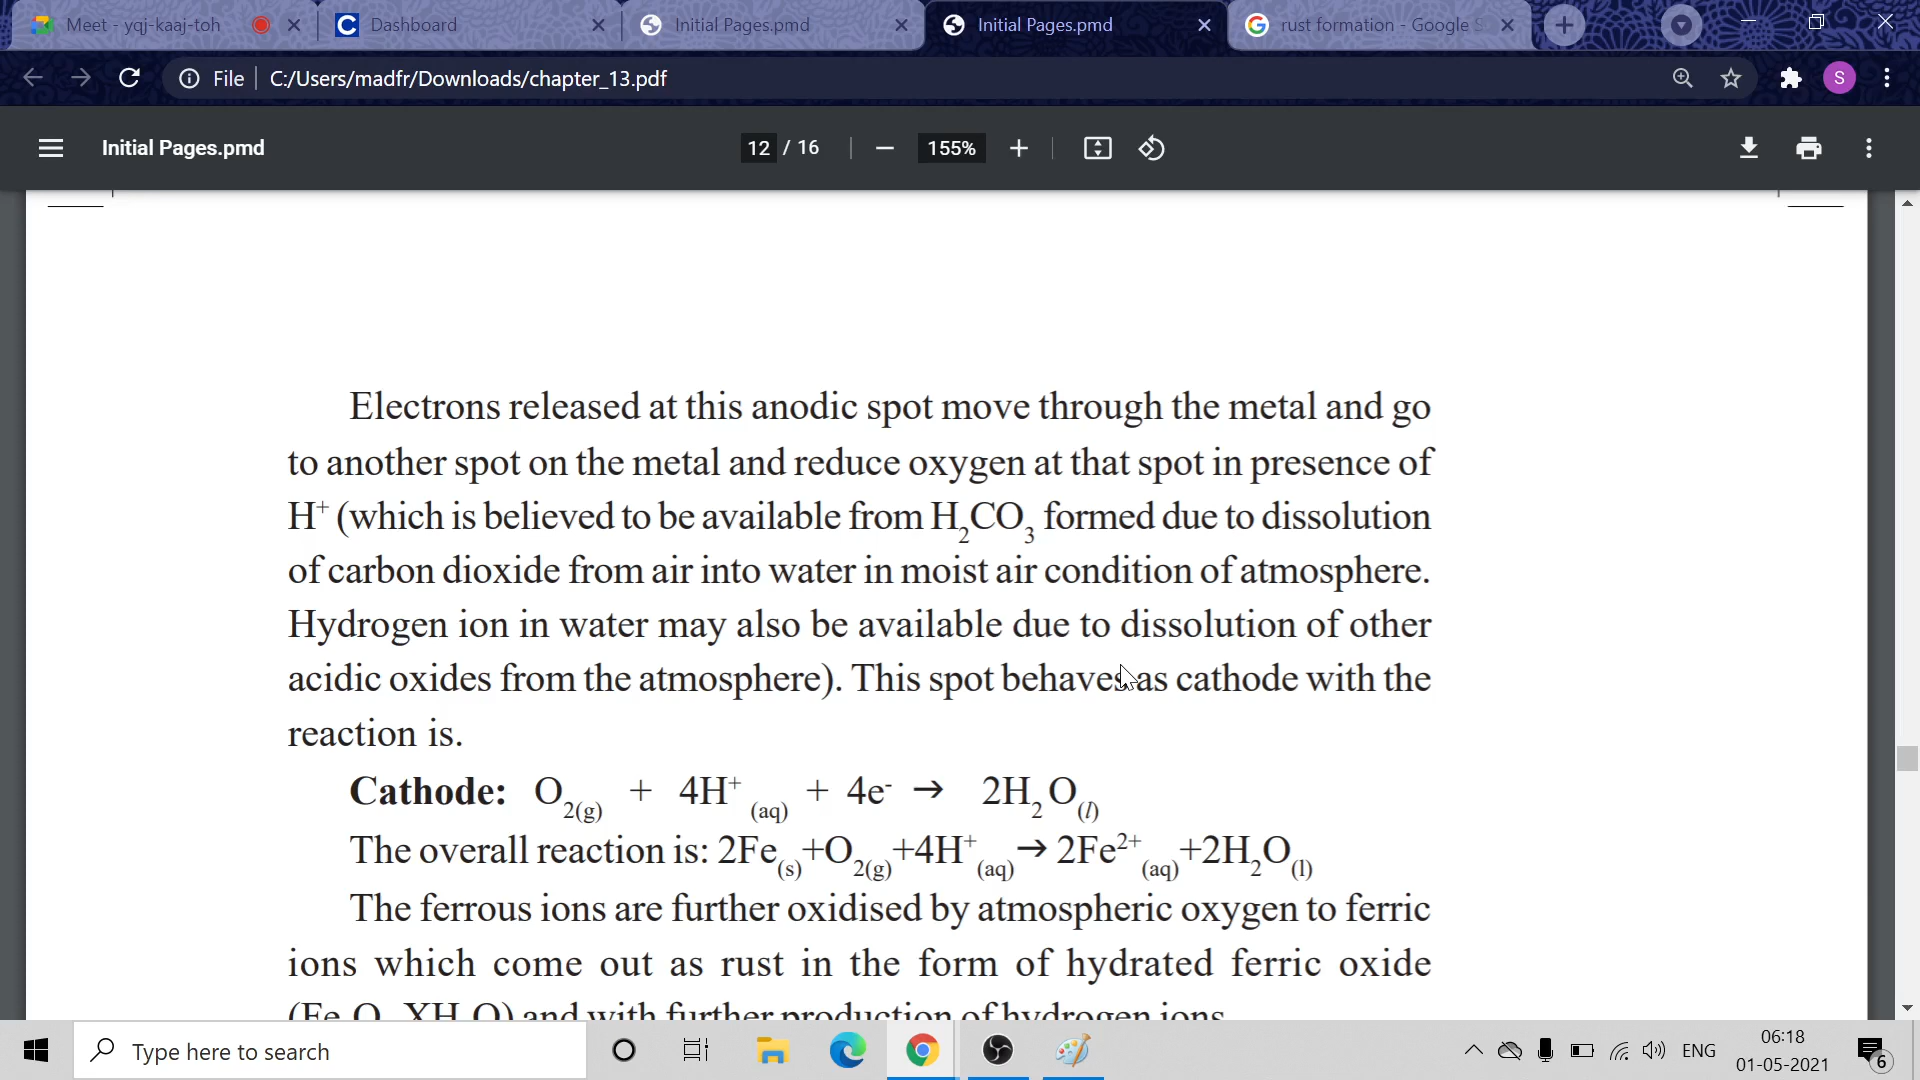 Meet - yqj-kaaj-toh
Dashboard
Initial Pages.pmd
Initial Pages.pmd
rust formation - Google S
File
C:/Users/madfr/Downloads/chapter_13.pdf
S
Initial Pages.pmd
12 / 16
155%
Electrons released at this anodic spot move through the metal and go
to another spot on the metal and reduce oxygen at that spot in presence of
H⁺ (which is believed to be available from H₂CO₃ formed due to dissolution
of carbon dioxide from air into water in moist air condition of atmosphere.
Hydrogen ion in water may also be available due to dissolution of other
acidic oxides from the atmosphere). This spot behaves as cathode with the
reaction is.
Cathode: O₂(g) + 4H⁺(aq) + 4e⁻ → 2H₂O(l)
The overall reaction is: 2Fe(s)+O₂(g)+4H⁺(aq)→ 2Fe²⁺(aq)+2H₂O(l)
The ferrous ions are further oxidised by atmospheric oxygen to ferric
ions which come out as rust in the form of hydrated ferric oxide
and with further production of hydrogen ions
Type here to search
ENG
06:18
01-05-2021
6